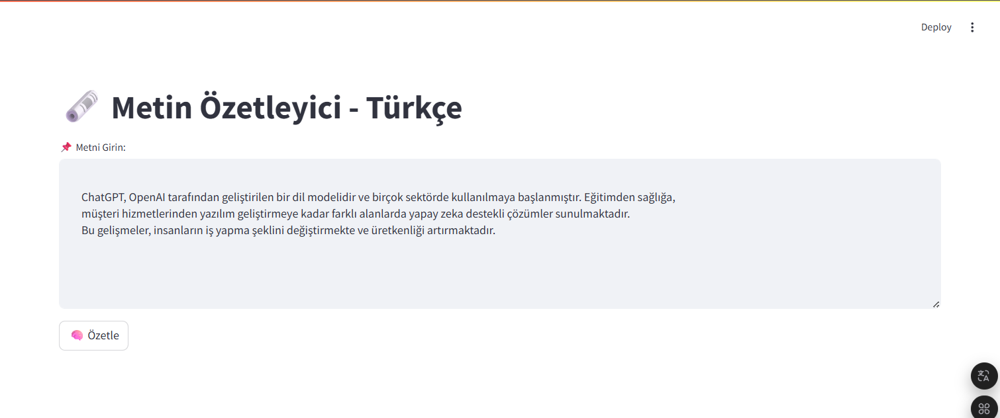 Deploy
Metin Özetleyici - Türkçe
Metni Girin:
ChatGPT, OpenAI tarafından geliştirilen bir dil modelidir ve birçok sektörde kullanılmaya başlanmıştır. Eğitimden sağlığa,
müşteri hizmetlerinden yazılım geliştirmeye kadar farklı alanlarda yapay zeka destekli çözümler sunulmaktadır.
Bu gelişmeler, insanların iş yapma şeklini değiştirmekte ve üretkenliği artırmaktadır.
Özetle